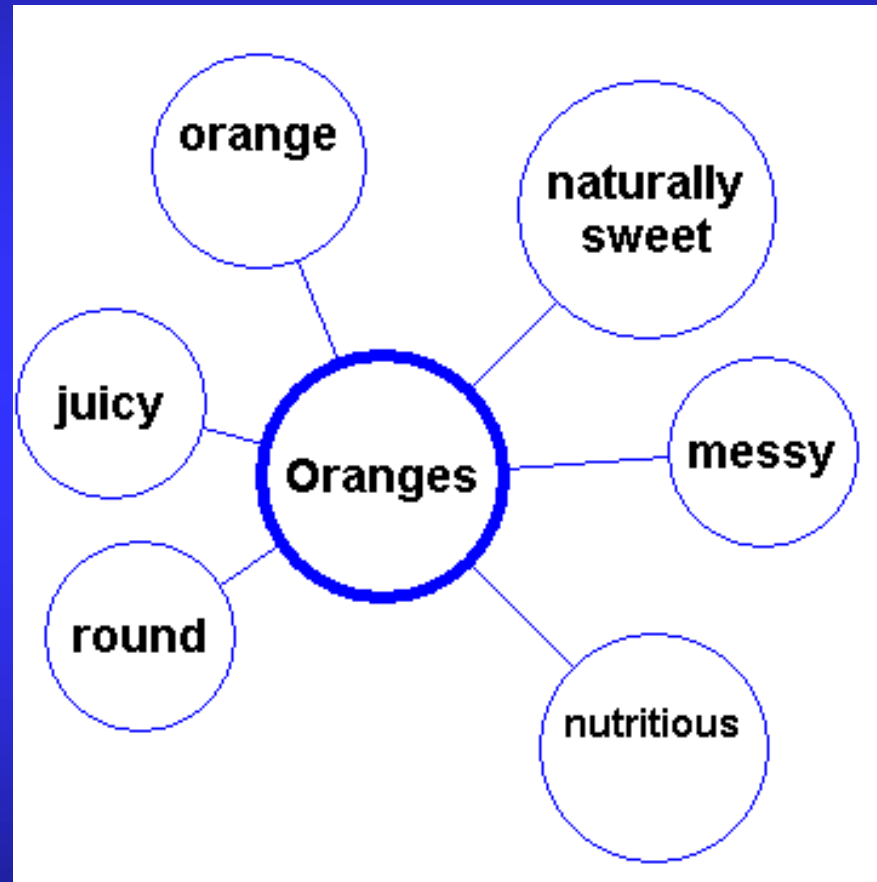 orange
naturally
sweet
juicy
messy
Oranges
round
nutritious